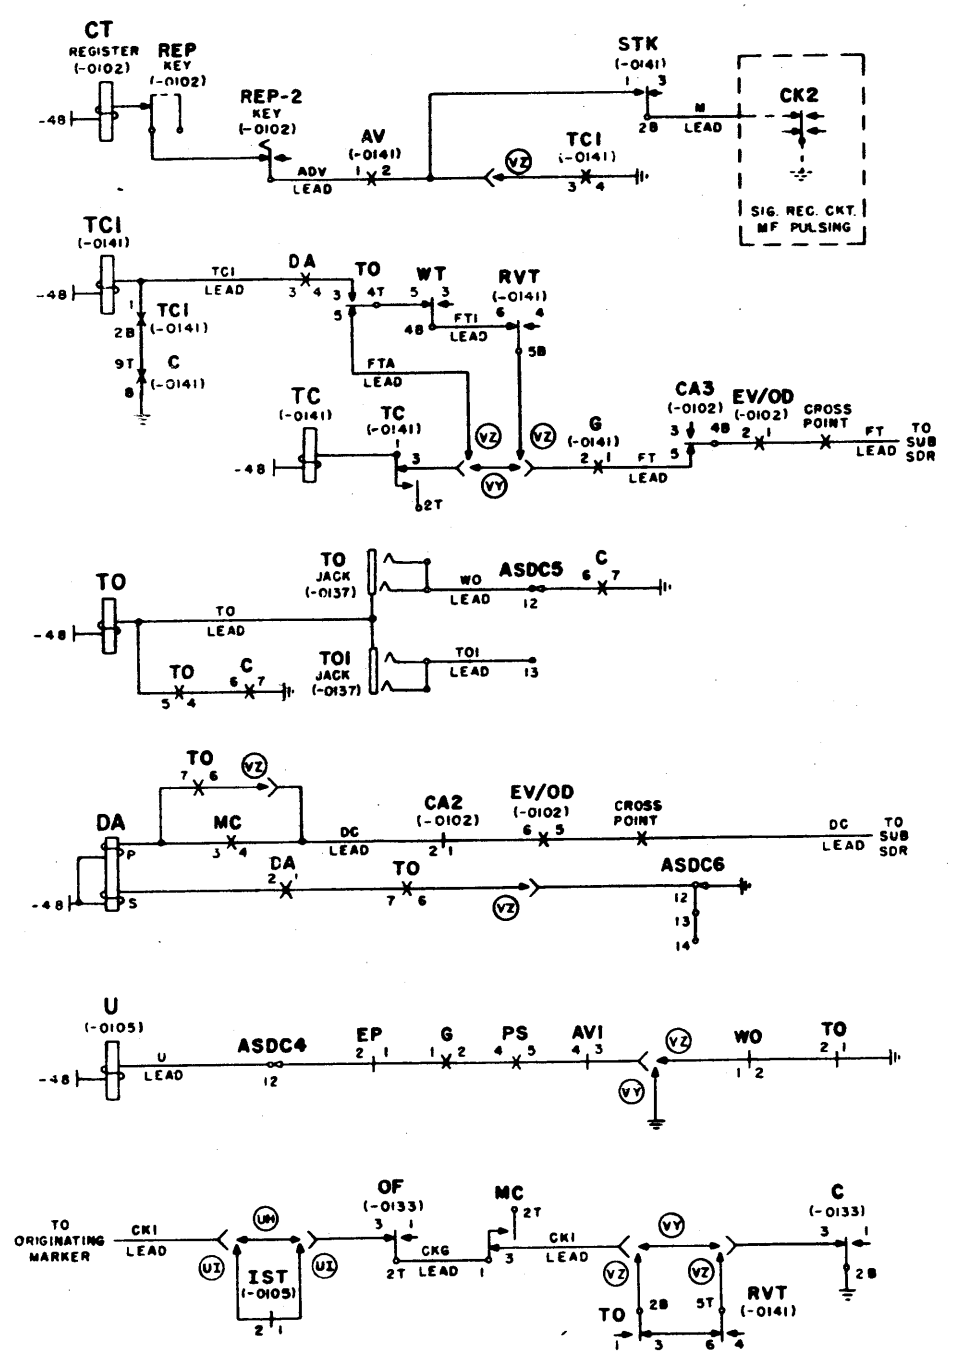 CT
REGISTER
(-0102)
REP
KEY
(-0102)
REP-2
KEY
(-0102)
-48
ADV
LEAD
AV
(-0141)
1 2
VZ
TC1
(-0141)
3 4
STK
(-0141)
1 3
2B
M
LEAD
CK2
SIG. REC. CKT.
MF PULSING
TC1
(-0141)
-48
TC1
LEAD
DA
3 4
TO
3 4T
5
WT
5 3
4B
FT1
LEAD
RVT
(-0141)
6 4
5B
1
TC1
2B (-0141)
9T C
8 (-0141)
FTA
LEAD
TC
(-0141)
-48
TC
(-0141)
1
3
2T
VZ
VZ
VY
G
(-0141)
2 1
FT
LEAD
CA3
(-0102)
3 4B
5
EV/OD
(-0102)
2 1
CROSS
POINT
FT
LEAD
TO
SUB
SDR
TO
-48
TO
LEAD
TO
5 4
C
6 7
TO
JACK
(-0137)
WO
LEAD
ASDC5
12
C
6 7
TO1
JACK
(-0137)
TO1
LEAD
13
TO
7 6
VZ
DA
P
-48
S
MC
3 4
DC
LEAD
CA2
(-0102)
2 1
EV/OD
(-0102)
6 5
CROSS
POINT
DC
LEAD
TO
SUB
SDR
DA
2 1
TO
7 6
VZ
ASDC6
12
13
14
U
(-0105)
-48
U
LEAD
ASDC4
12
EP
2 1
G
1 2
PS
4 5
AV1
4 3
VZ
VY
WO
1 2
TO
2 1
TO
ORIGINATING
MARKER
CK1
LEAD
UI
UH
UI
IST
(-0105)
2 1
OF
(-0133)
3 1
2T
CKG
LEAD
MC
2T
1 3
CK1
LEAD
VY
VZ
VZ
TO
2B
1 3
5T
RVT
(-0141)
6 4
C
(-0133)
3 1
2B